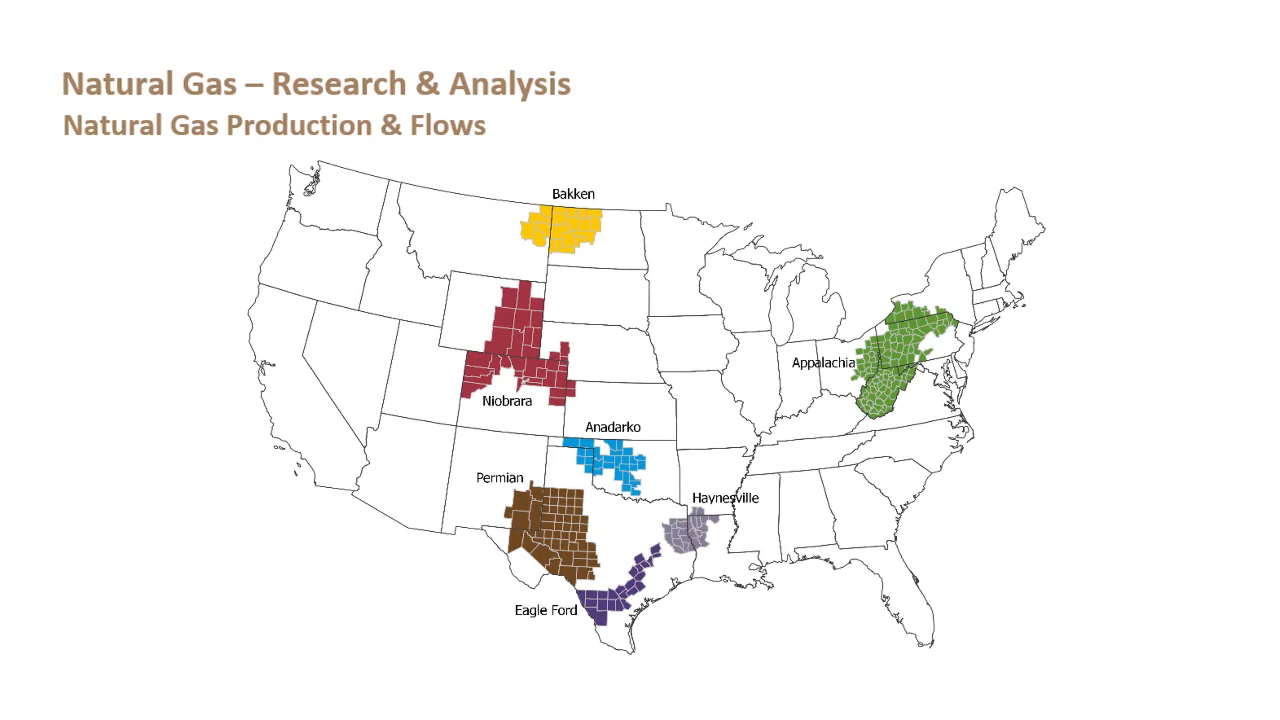 Natural Gas – Research & Analysis
Natural Gas Production & Flows
Bakken
Appalachia
Niobrara
Anadarko
Permian
Haynesville
Eagle Ford